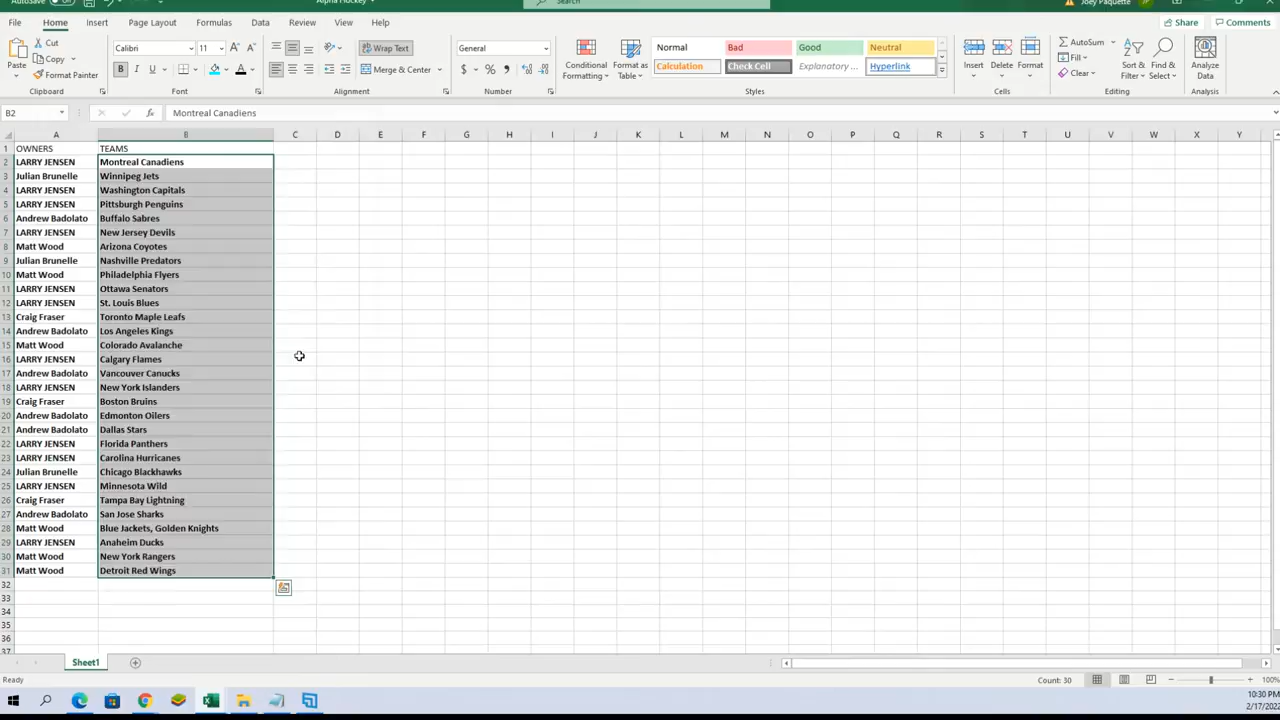 AutoSave
Alpha Hockey
Search
Joey Paquette
JP
File Home Insert Page Layout Formulas Data Review View Help
Share Comments
Paste Cut Copy Format Painter
Calibri 11 A A
B I U A
Wrap Text
Merge & Center
General
$ % ,
Conditional Formatting Format as Table
Normal Bad Good Neutral
Calculation Check Cell Explanary ... Hyperlink
Insert Delete Format
AutoSum Fill Clear
Sort & Filter Find & Select
Analyze Data
Clipboard Font Alignment Number Styles Cells Editing Analysis
B2 fx Montreal Canadiens
A B C D E F G H I J K L M N O P Q R S T U V W X Y
1 OWNERS TEAMS
2 LARRY JENSEN Montreal Canadiens
3 Julian Brunelle Winnipeg Jets
4 LARRY JENSEN Washington Capitals
5 LARRY JENSEN Pittsburgh Penguins
6 Andrew Badolato Buffalo Sabres
7 LARRY JENSEN New Jersey Devils
8 Matt Wood Arizona Coyotes
9 Julian Brunelle Nashville Predators
10 Matt Wood Philadelphia Flyers
11 LARRY JENSEN Ottawa Senators
12 LARRY JENSEN St. Louis Blues
13 Craig Fraser Toronto Maple Leafs
14 Andrew Badolato Los Angeles Kings
15 Matt Wood Colorado Avalanche
16 LARRY JENSEN Calgary Flames
17 Andrew Badolato Vancouver Canucks
18 LARRY JENSEN New York Islanders
19 Craig Fraser Boston Bruins
20 Andrew Badolato Edmonton Oilers
21 Andrew Badolato Dallas Stars
22 LARRY JENSEN Florida Panthers
23 LARRY JENSEN Carolina Hurricanes
24 Julian Brunelle Chicago Blackhawks
25 LARRY JENSEN Minnesota Wild
26 Craig Fraser Tampa Bay Lightning
27 Andrew Badolato San Jose Sharks
28 Matt Wood Blue Jackets, Golden Knights
29 LARRY JENSEN Anaheim Ducks
30 Matt Wood New York Rangers
31 Matt Wood Detroit Red Wings
32
33
34
35
36
37
Sheet1
Ready Count: 30 100%
10:30 PM
2/17/2022